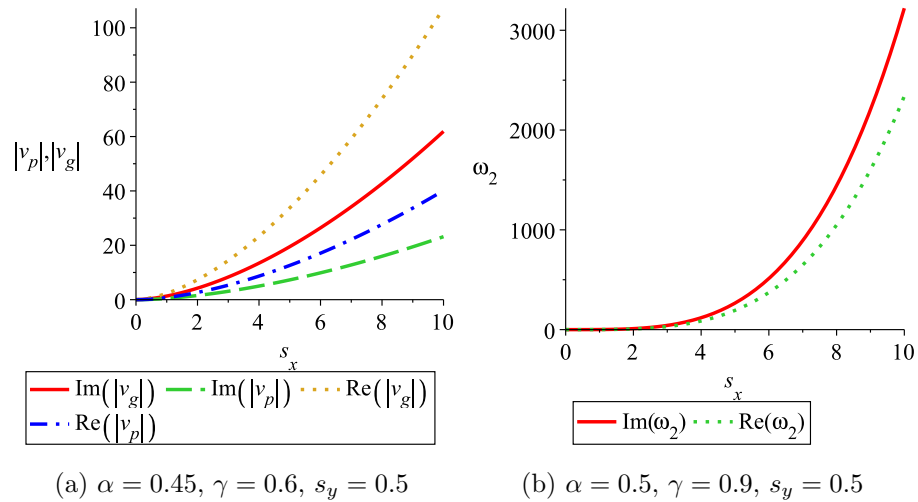 100
80
60
40
20
0
|v_p|,|v_g|
0 2 4 6 8 10
s_x
Im(|v_g|) Im(|v_p|) Re(|v_g|)
Re(|v_p|)
(a) α = 0.45, γ = 0.6, s_y = 0.5
3000
2000
ω_2
1000
0
0 2 4 6 8 10
s_x
Im(ω_2) Re(ω_2)
(b) α = 0.5, γ = 0.9, s_y = 0.5